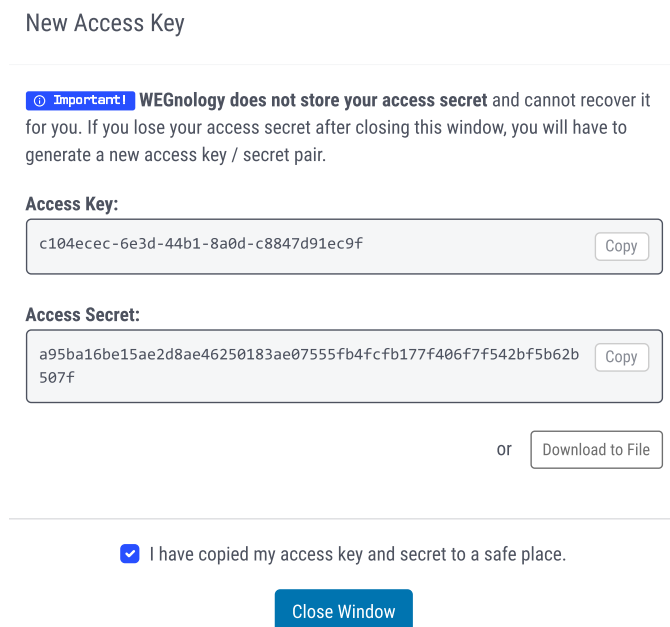 New Access Key
Important! WEGnology does not store your access secret and cannot recover it
for you. If you lose your access secret after closing this window, you will have to
generate a new access key / secret pair.
Access Key:
c104ecec-6e3d-44b1-8a0d-c8847d91ec9f
Copy
Access Secret:
a95ba16be15ae2d8ae46250183ae07555fb4fcfb177f406f7f542bf5b62b
507f
Copy
or
Download to File
I have copied my access key and secret to a safe place.
Close Window